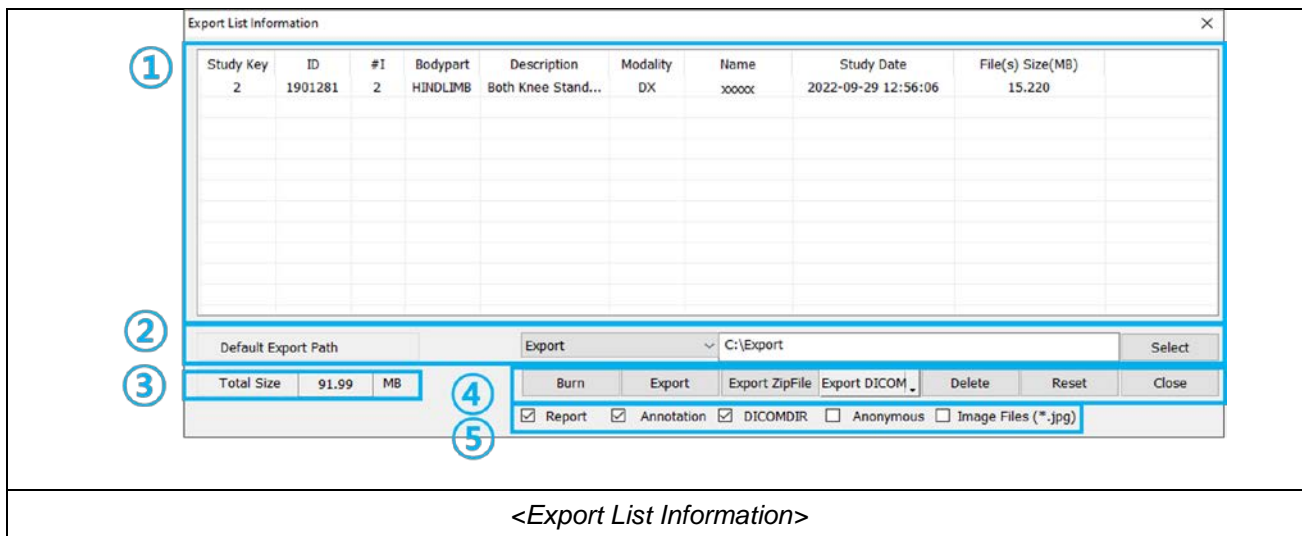 Export List Information
①
Study Key ID #I Bodypart Description Modality Name Study Date File(s) Size(MB)
2 1901281 2 HINDLIMB Both Knee Stand... DX xxxxx 2022-09-29 12:56:06 15.220
②
Default Export Path Export C:\Export Select
③
Total Size 91.99 MB
④
Burn Export Export ZipFile Export DICOM Delete Reset Close
⑤
Report Annotation DICOMDIR Anonymous Image Files (*.jpg)
<Export List Information>